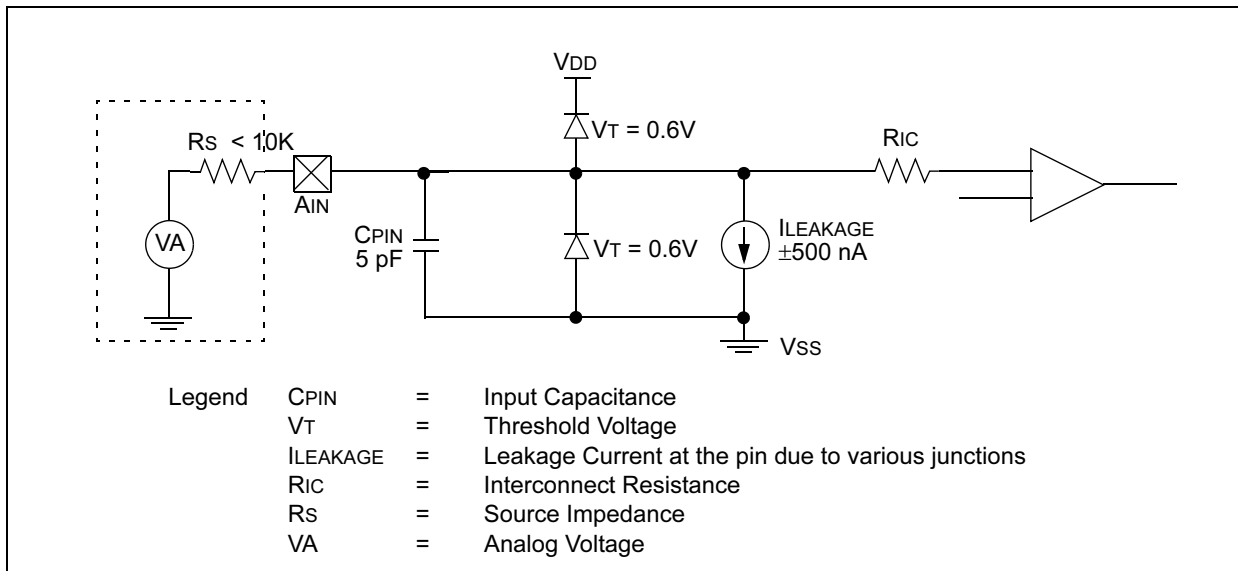 VDD
RS < 10K
VT = 0.6V
RIC
AIN
VA
CPIN
5 pF
VT = 0.6V
ILEAKAGE
±500 nA
VSS
Legend CPIN = Input Capacitance
VT = Threshold Voltage
ILEAKAGE = Leakage Current at the pin due to various junctions
RIC = Interconnect Resistance
RS = Source Impedance
VA = Analog Voltage